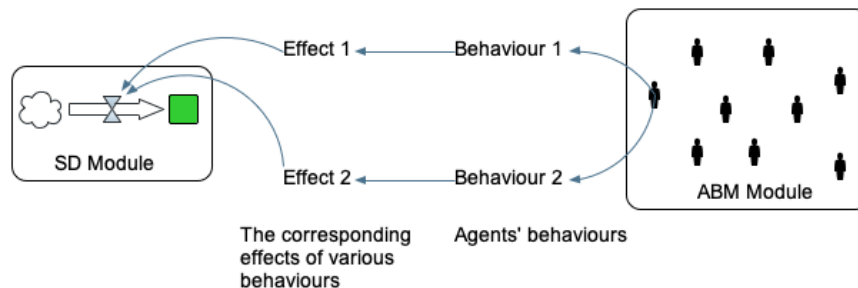 Effect 1
Behaviour 1
SD Module
Effect 2
Behaviour 2
ABM Module
The corresponding
effects of various
behaviours
Agents' behaviours